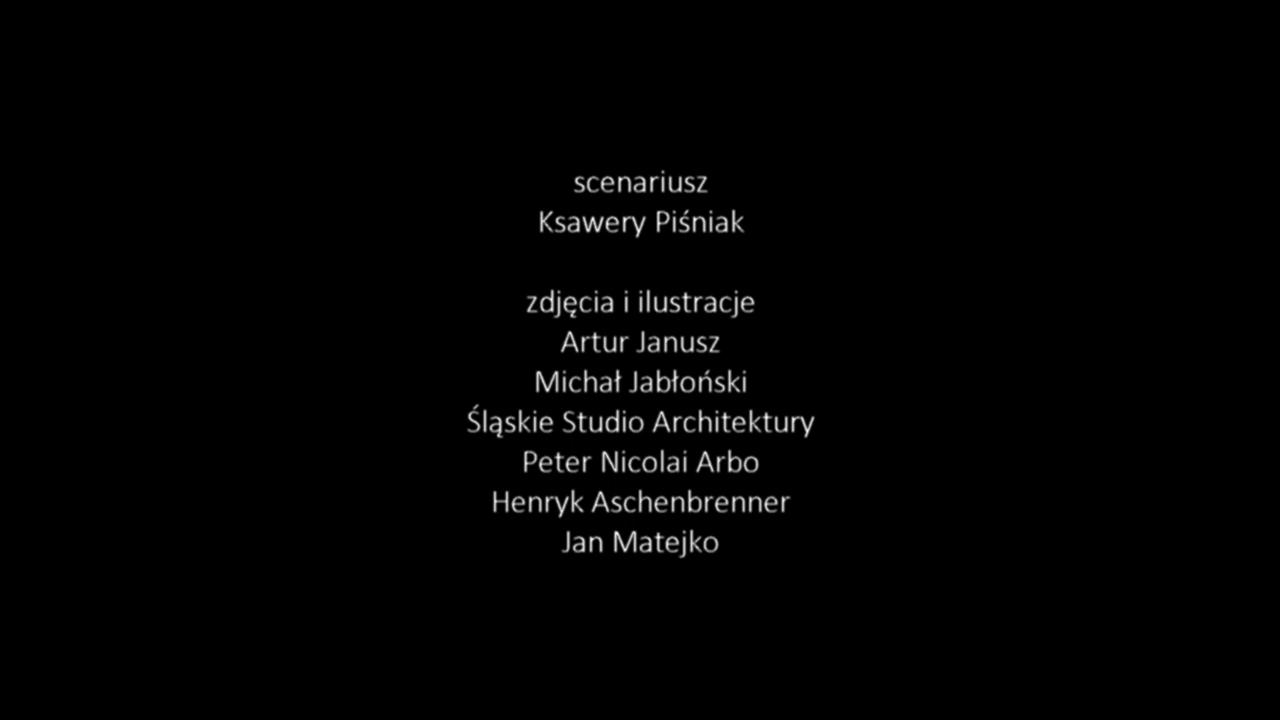 scenariusz
Ksawery Piśniak
zdjęcia i ilustracje
Artur Janusz
Michał Jabłoński
Śląskie Studio Architektury
Peter Nicolai Arbo
Henryk Aschenbrenner
Jan Matejko